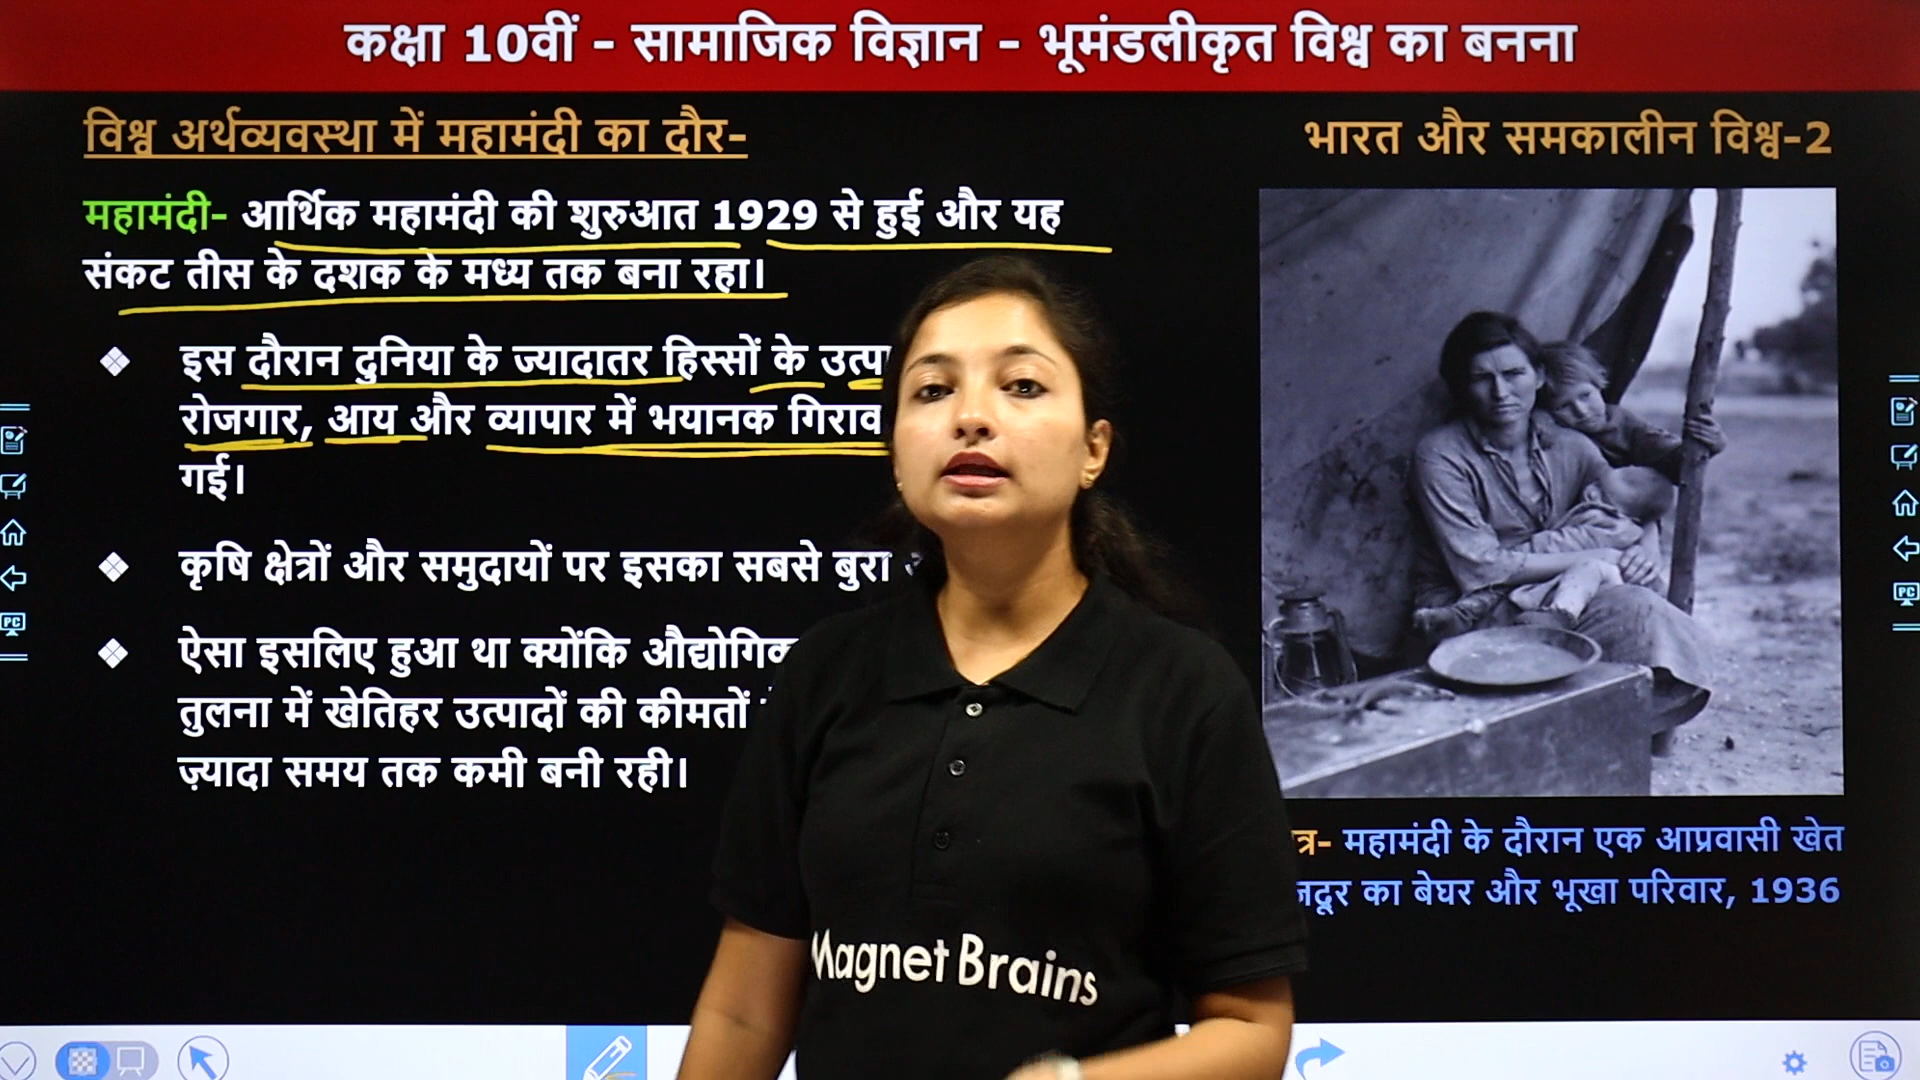 कक्षा 10वीं - सामाजिक विज्ञान - भूमंडलीकृत विश्व का बनना
विश्व अर्थव्यवस्था में महामंदी का दौर-
भारत और समकालीन विश्व-2
महामंदी- आर्थिक महामंदी की शुरुआत 1929 से हुई और यह
संकट तीस के दशक के मध्य तक बना रहा।
इस दौरान दुनिया के ज्यादातर हिस्सों के
रोजगार, आय और व्यापार में भयानक
गई।
कृषि क्षेत्रों और समुदायों पर इसका सबसे बुरा
ऐसा इसलिए हुआ था क्योंकि
तुलना में खेतिहर उत्पादों की कीमतों
ज़्यादा समय तक कमी बनी रही।
महामंदी के दौरान एक आप्रवासी खेत
का बेघर और भूखा परिवार, 1936
Magnet Brains
PC
PC